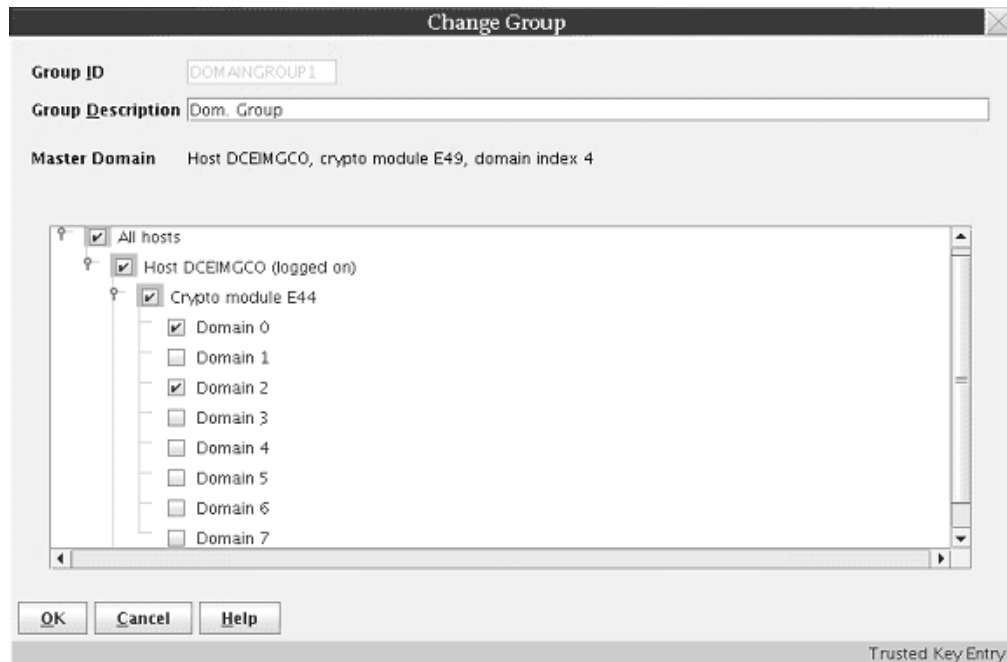 Change Group
Group ID DOMAINGROUP1
Group Description Dom. Group
Master Domain Host DCEIMGCO, crypto module E49, domain index 4
All hosts
Host DCEIMGCO (logged on)
Crypto module E44
Domain 0
Domain 1
Domain 2
Domain 3
Domain 4
Domain 5
Domain 6
Domain 7
OK Cancel Help
Trusted Key Entry